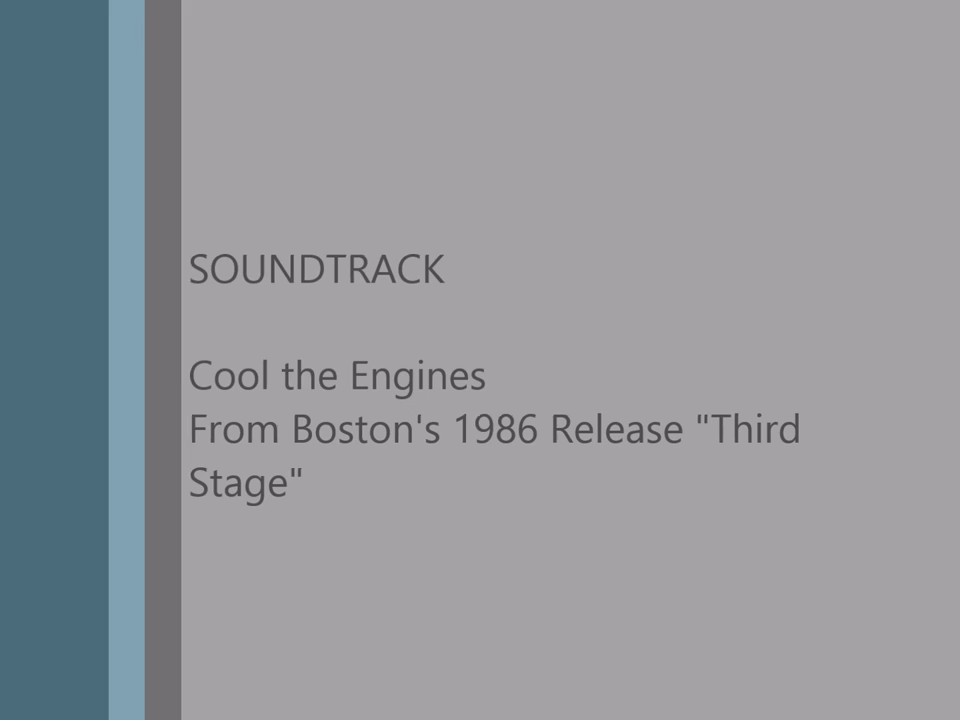 SOUNDTRACK
Cool the Engines
From Boston's 1986 Release "Third
Stage"